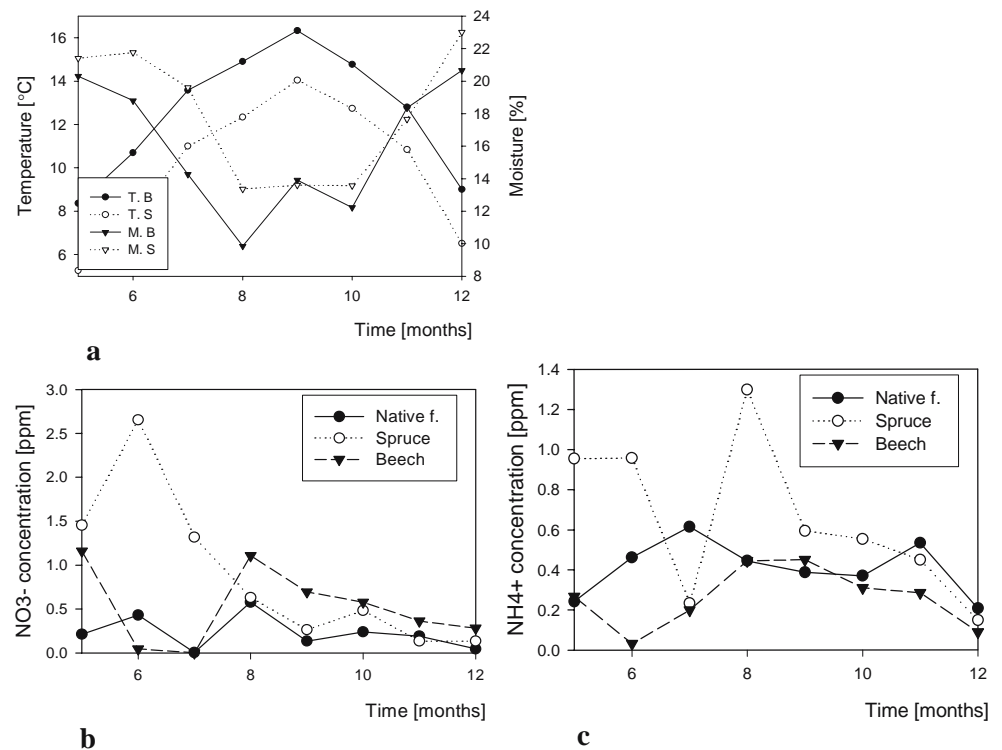 Temperature [°C]
16
14
12
10
8
6
24
22
20
18
16
14
12
10
8
Moisture [%]
T. B
T. S
M. B
M. S
6 8 10 12
Time [months]
a
NO3- concentration [ppm]
3.0
2.5
2.0
1.5
1.0
0.5
0.0
Native f.
Spruce
Beech
6 8 10 12
Time [months]
b
NH4+ concentration [ppm]
1.4
1.2
1.0
0.8
0.6
0.4
0.2
0.0
Native f.
Spruce
Beech
6 8 10 12
Time [months]
c